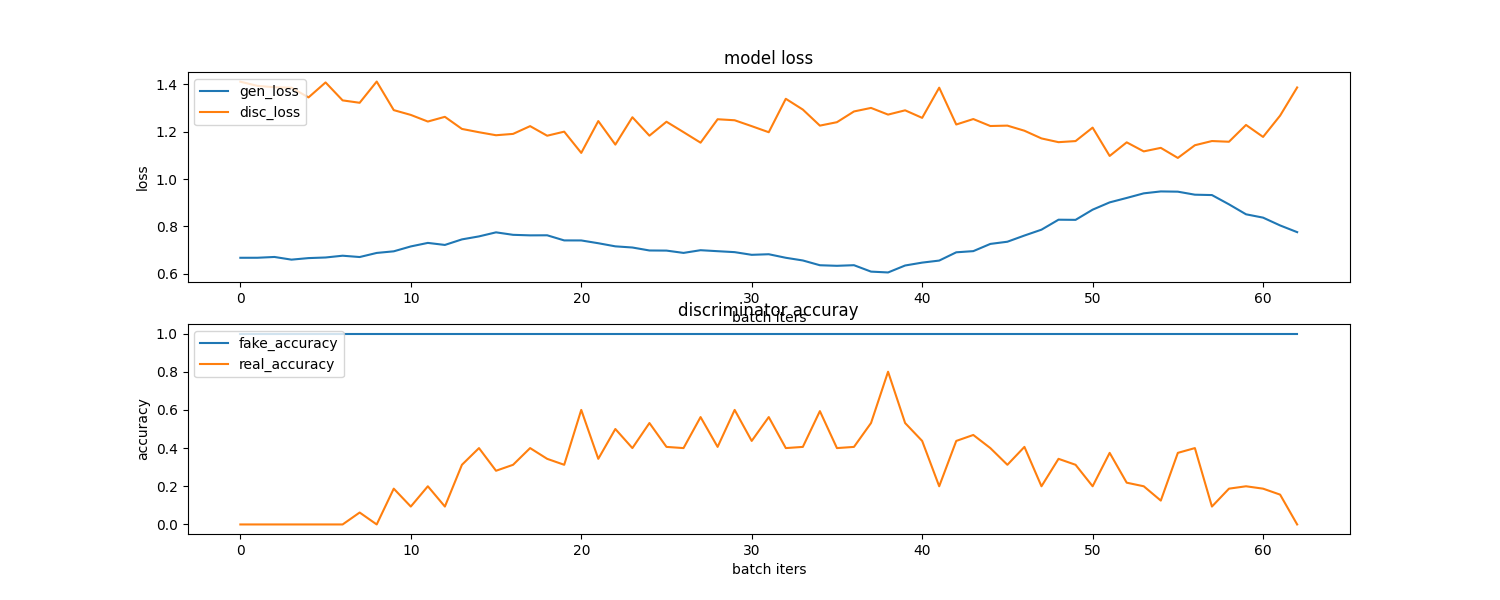 model loss
1.4
1.2
1.0
0.8
0.6
loss
gen_loss
disc_loss
0 10 20 30 40 50 60
batch iters
discriminator accuray
1.0
0.8
0.6
0.4
0.2
0.0
accuracy
fake_accuracy
real_accuracy
0 10 20 30 40 50 60
batch iters